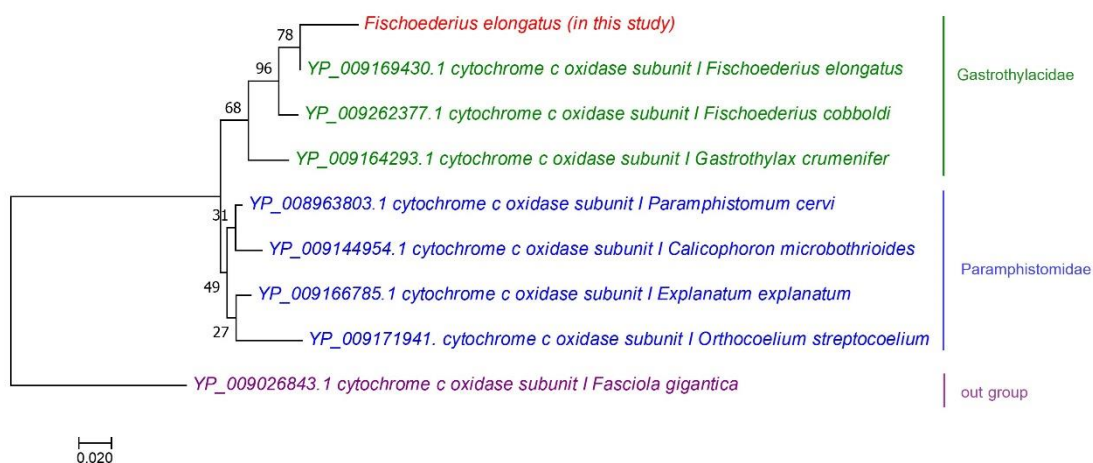 Fischoederius elongatus (in this study)
78
YP_009169430.1 cytochrome c oxidase subunit I Fischoederius elongatus
Gastrothylacidae
96
YP_009262377.1 cytochrome c oxidase subunit I Fischoederius cobboldi
68
YP_009164293.1 cytochrome c oxidase subunit I Gastrothylax crumenifer
YP_008963803.1 cytochrome c oxidase subunit I Paramphistomum cervi
31
YP_009144954.1 cytochrome c oxidase subunit I Calicophoron microbothrioides
Paramphistomidae
49
YP_009166785.1 cytochrome c oxidase subunit I Explanatum explanatum
27
YP_009171941. cytochrome c oxidase subunit I Orthocoelium streptocoelium
YP_009026843.1 cytochrome c oxidase subunit I Fasciola gigantica
out group
0.020